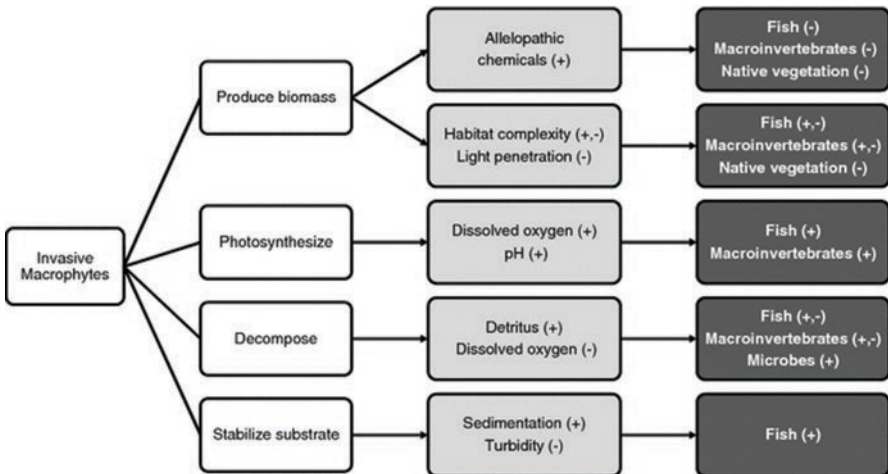 Invasive
Macrophytes
Produce biomass
Photosynthesize
Decompose
Stabilize substrate
Allelopathic
chemicals (+)
Habitat complexity (+,-)
Light penetration (-)
Dissolved oxygen (+)
pH (+)
Detritus (+)
Dissolved oxygen (-)
Sedimentation (+)
Turbidity (-)
Fish (-)
Macroinvertebrates (-)
Native vegetation (-)
Fish (+,-)
Macroinvertebrates (+,-)
Native vegetation (-)
Fish (+)
Macroinvertebrates (+)
Fish (+,-)
Macroinvertebrates (+,-)
Microbes (+)
Fish (+)